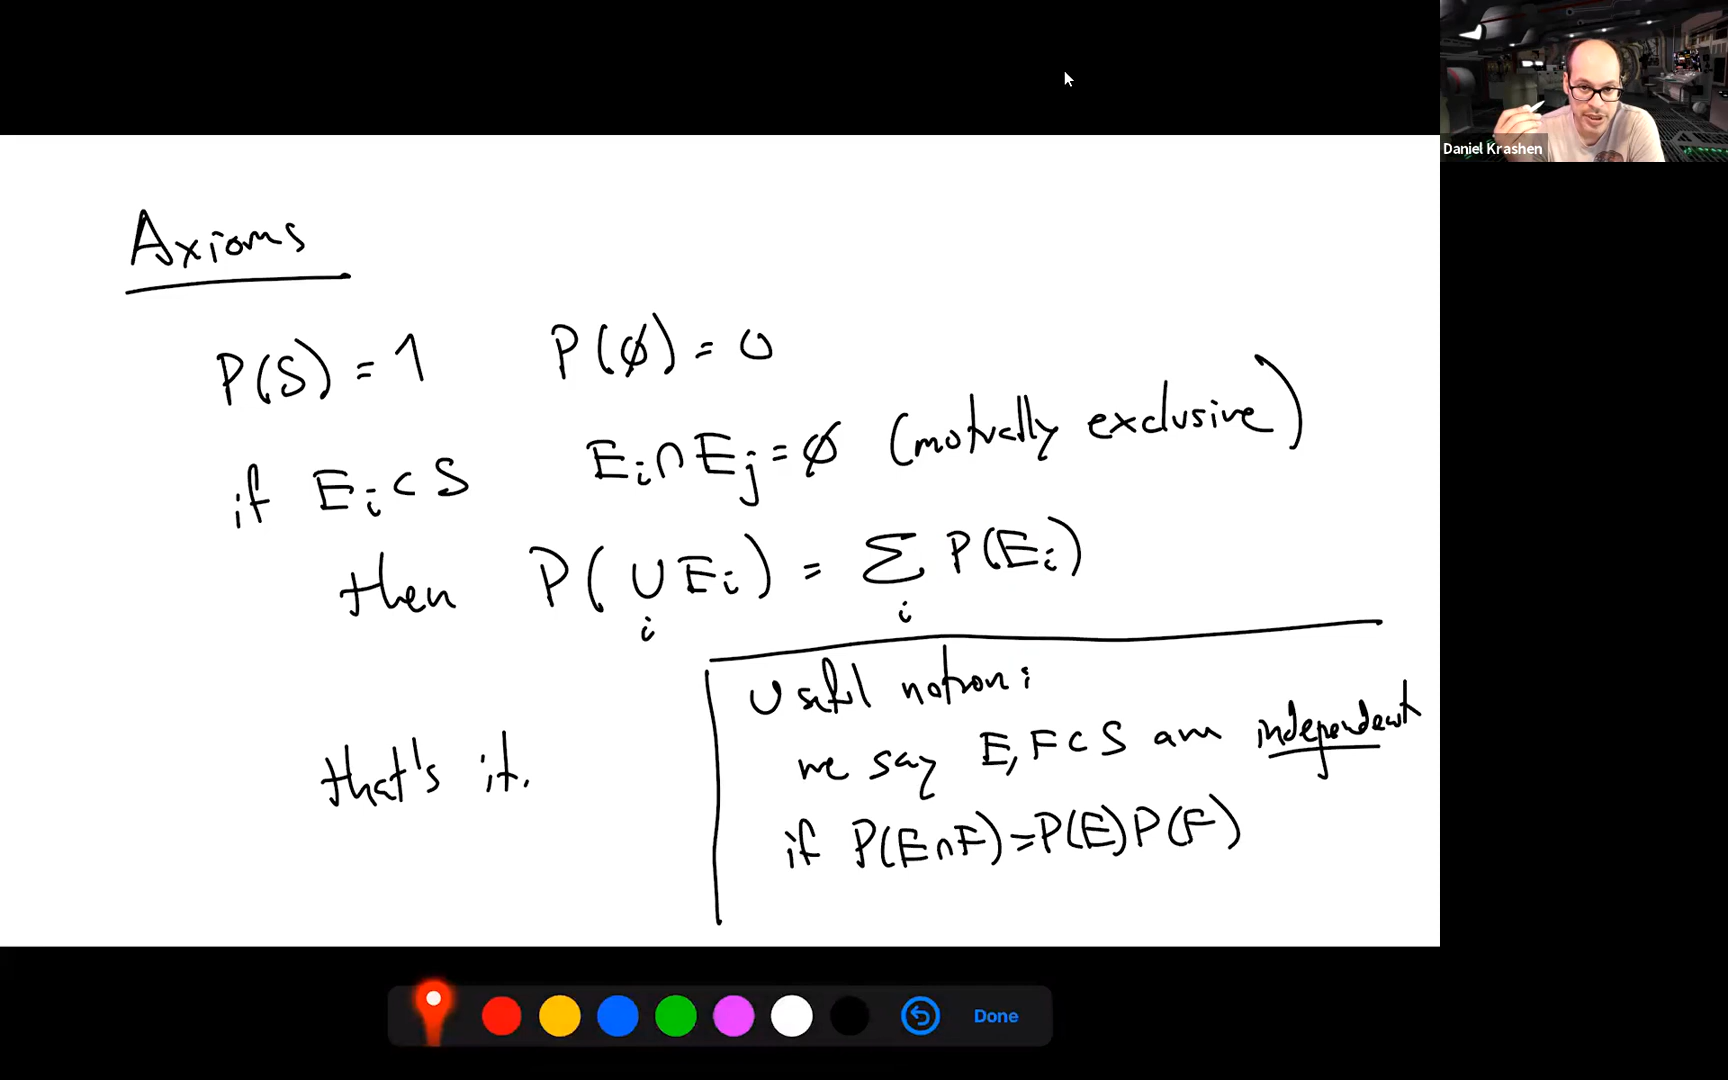 Daniel Krashen
Axioms
P(S) = 1 P(∅) = 0
if Eᵢ ⊂ S Eᵢ ∩ Eⱼ = ∅ (mutually exclusive)
then P(∪ᵢ Eᵢ) = ∑ᵢ P(Eᵢ)
that's it.
Useful notion:
we say E, F ⊂ S are independent
if P(E∩F) = P(E)P(F)
Done